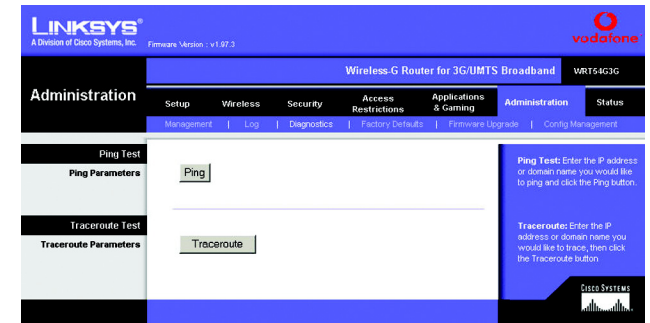 LINKSYS®
A Division of Cisco Systems, Inc.
Firmware Version : v1.97.3
vodafone
Wireless-G Router for 3G/UMTS Broadband
WRT54G3G
Administration
Setup
Wireless
Security
Access Restrictions
Applications & Gaming
Administration
Status
Management | Log | Diagnostics | Factory Defaults | Firmware Upgrade | Config Management
Ping Test
Ping Parameters
Ping
Ping Test: Enter the IP address
or domain name you would like
to ping and click the Ping button.
Traceroute Test
Traceroute Parameters
Traceroute
Traceroute: Enter the IP
address or domain name you
would like to trace, then click
the Traceroute button
CISCO SYSTEMS